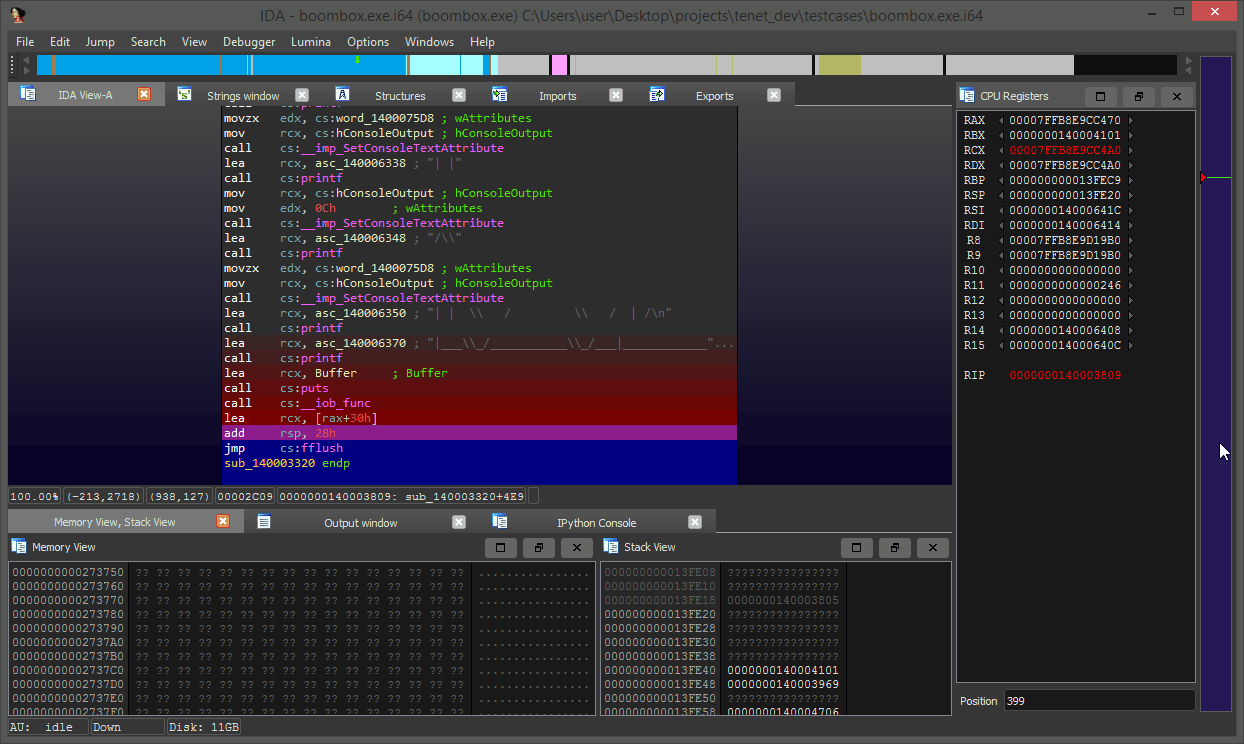 IDA - boombox.exe.i64 (boombox.exe) C:\Users\user\Desktop\projects\tenet_dev\testcases\boombox.exe.i64
File Edit Jump Search View Debugger Lumina Options Windows Help
IDA View-A Strings window Structures Imports Exports
movzx edx, cs:word_1400075D8 ; wAttributes
mov rcx, cs:hConsoleOutput ; hConsoleOutput
call cs:__imp_SetConsoleTextAttribute
lea rcx, asc_140006338 ; "| |"
call cs:printf
mov rcx, cs:hConsoleOutput ; hConsoleOutput
mov edx, 0Ch ; wAttributes
call cs:__imp_SetConsoleTextAttribute
lea rcx, asc_140006348 ; "/\\"
call cs:printf
movzx edx, cs:word_1400075D8 ; wAttributes
mov rcx, cs:hConsoleOutput ; hConsoleOutput
call cs:__imp_SetConsoleTextAttribute
lea rcx, asc_140006350 ; "| |  \\   /         \\   /  | /\n"
call cs:printf
lea rcx, asc_140006370 ; "|___\\_/___________\\_/___|____________"...
call cs:printf
lea rcx, Buffer ; Buffer
call cs:puts
call cs:__iob_func
lea rcx, [rax+30h]
add rsp, 28h
jmp cs:fflush
sub_140003320 endp
100.00% (-213,2718) (938,127) 00002C09 0000000140003809: sub_140003320+4E9
CPU Registers
RAX 00007FFB8E9CC470
RBX 0000000140004101
RCX 00007FFB8E9CC4A0
RDX 00007FFB8E9CC4A0
RBP 000000000013FEC9
RSP 000000000013FE20
RSI 000000014000641C
RDI 0000000140006414
R8 00007FFB8E9D19B0
R9 00007FFB8E9D19B0
R10 0000000000000000
R11 0000000000000246
R12 0000000000000000
R13 0000000000000000
R14 0000000140006408
R15 000000014000640C
RIP 0000000140003809
Position 399
Memory View, Stack View Output window IPython Console
Memory View
0000000000273750 ?? ?? ?? ?? ?? ?? ?? ?? ?? ?? ?? ?? ?? ?? ?? ?? ................
0000000000273760 ?? ?? ?? ?? ?? ?? ?? ?? ?? ?? ?? ?? ?? ?? ?? ?? ................
0000000000273770 ?? ?? ?? ?? ?? ?? ?? ?? ?? ?? ?? ?? ?? ?? ?? ?? ................
0000000000273780 ?? ?? ?? ?? ?? ?? ?? ?? ?? ?? ?? ?? ?? ?? ?? ?? ................
0000000000273790 ?? ?? ?? ?? ?? ?? ?? ?? ?? ?? ?? ?? ?? ?? ?? ?? ................
00000000002737A0 ?? ?? ?? ?? ?? ?? ?? ?? ?? ?? ?? ?? ?? ?? ?? ?? ................
00000000002737B0 ?? ?? ?? ?? ?? ?? ?? ?? ?? ?? ?? ?? ?? ?? ?? ?? ................
00000000002737C0 ?? ?? ?? ?? ?? ?? ?? ?? ?? ?? ?? ?? ?? ?? ?? ?? ................
00000000002737D0 ?? ?? ?? ?? ?? ?? ?? ?? ?? ?? ?? ?? ?? ?? ?? ?? ................
00000000002737E0 ?? ?? ?? ?? ?? ?? ?? ?? ?? ?? ?? ?? ?? ?? ?? ?? ................
00000000002737F0 ?? ?? ?? ?? ?? ?? ?? ?? ?? ?? ?? ?? ?? ?? ?? ?? ................
Stack View
000000000013FE08 ????????????????
000000000013FE10 ????????????????
000000000013FE18 0000000140003805
000000000013FE20 ????????????????
000000000013FE28 ????????????????
000000000013FE30 ????????????????
000000000013FE38 ????????????????
000000000013FE40 0000000140004101
000000000013FE48 0000000140003969
000000000013FE50 ????????????????
000000000013FE58 0000000140004706
AU: idle Down Disk: 11GB